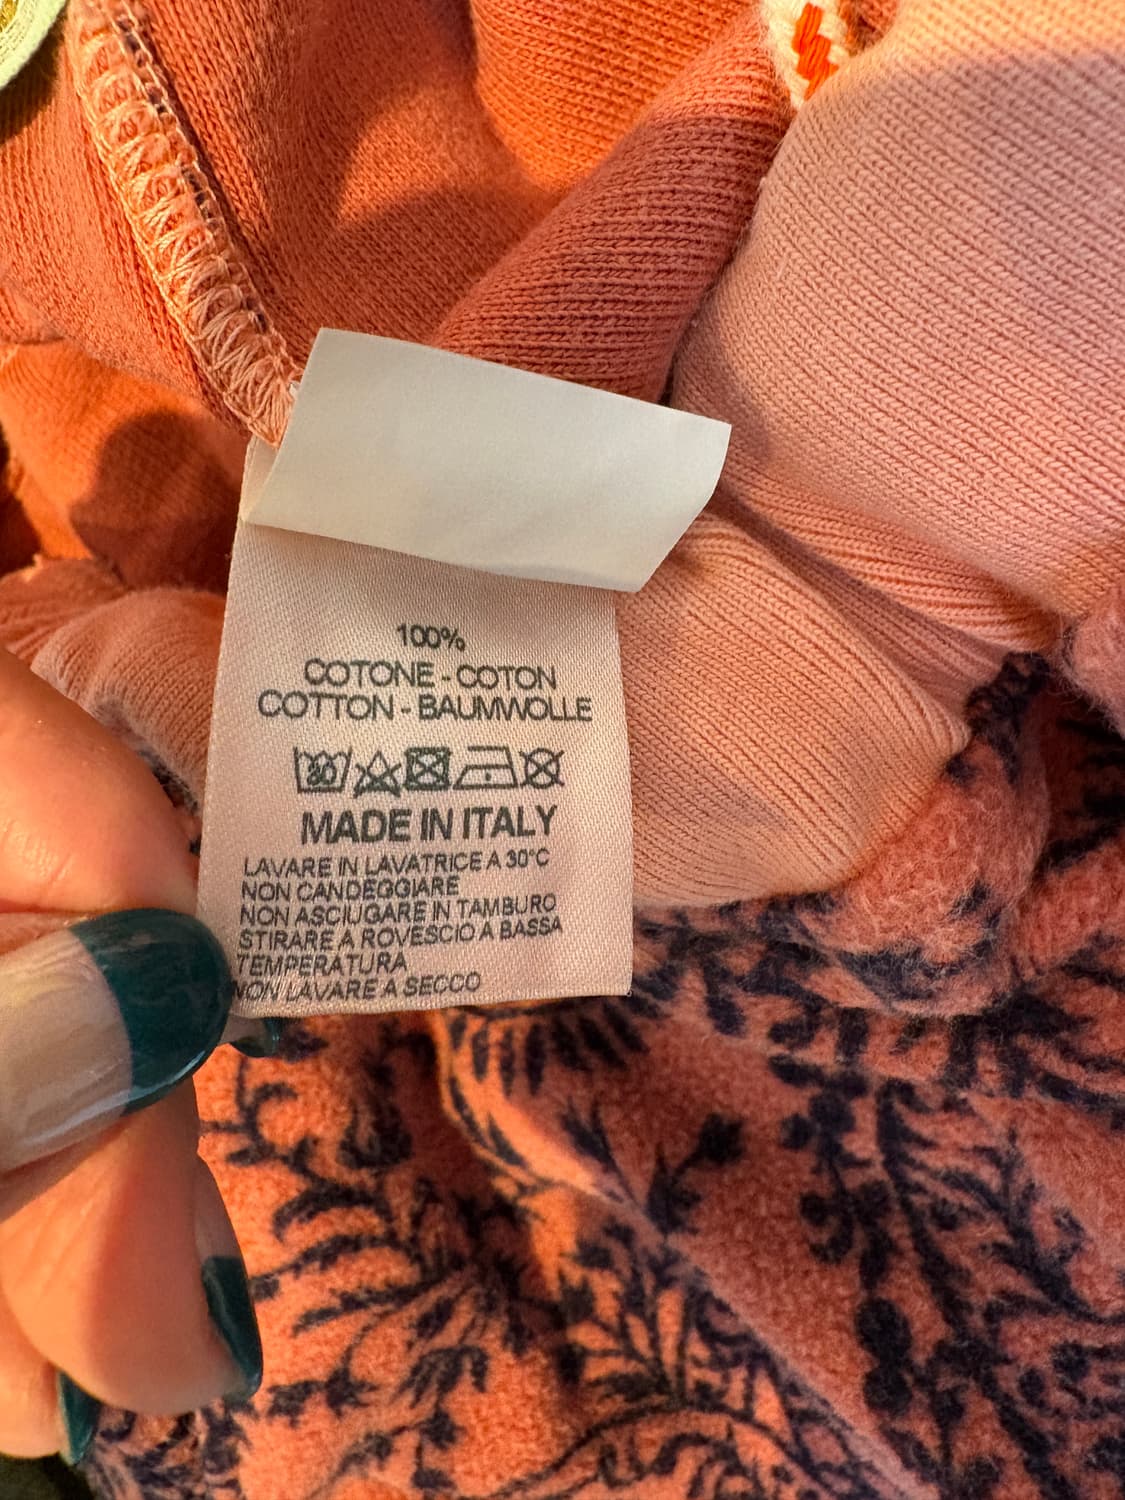 100%
COTONE - COTON
COTTON - BAUMWOLLE
30
MADE IN ITALY
LAVARE IN LAVATRICE A 30°C
NON CANDEGGIARE
NON ASCIUGARE IN TAMBURO
STIRARE A ROVESCIO A BASSA
TEMPERATURA
NON LAVARE A SECCO